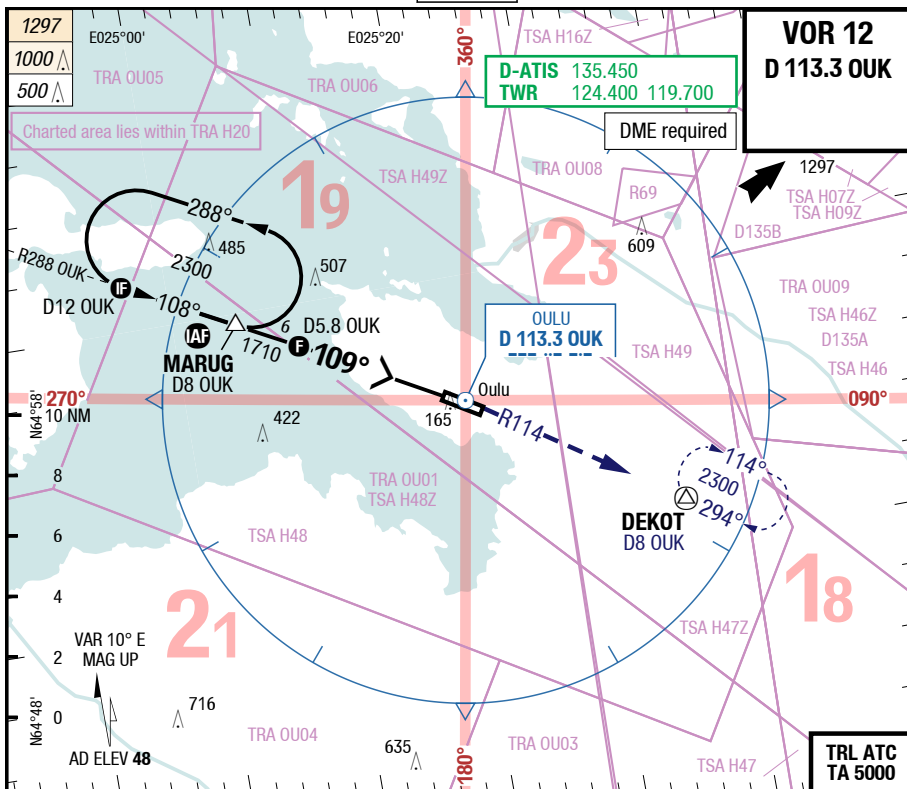 1297
1000
500
E025°00'
E025°20'
360°
TSA H16Z
VOR 12
D 113.3 OUK
D-ATIS 135.450
TWR 124.400 119.700
DME required
TRA OU05
TRA OU06
Charted area lies within TRA H20
TRA OU08
TSA H49Z
R69
1297
TSA H07Z
TSA H09Z
D135B
19
23
609
288°
485
507
2300
R288 OUK
IF
D12 OUK
108°
TRA OU09
TSA H46Z
D135A
TSA H46
IAF
MARUG
D8 OUK
1710
6
F
D5.8 OUK
109°
OULU
D 113.3 OUK
TSA H49
N64°58'
270°
10 NM
Oulu
090°
165
422
R114
8
TRA OU01
TSA H48Z
114°
2300
294°
DEKOT
D8 OUK
6
TSA H48
4
21
18
2
VAR 10° E
MAG UP
TSA H47Z
N64°48'
0
716
AD ELEV 48
TRA OU04
635
180°
TRA OU03
TSA H47
TRL ATC
TA 5000